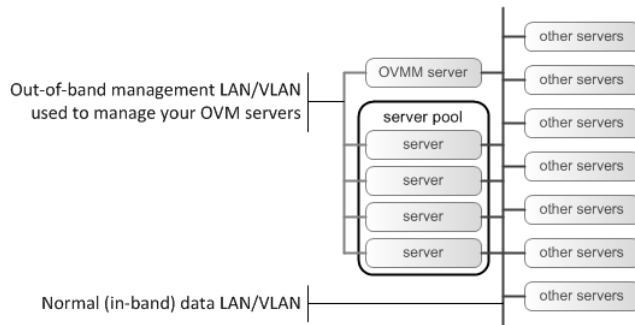 Out-of-band management LAN/VLAN
used to manage your OVM servers
Normal (in-band) data LAN/VLAN
OVMM server
server pool
server
server
server
server
other servers
other servers
other servers
other servers
other servers
other servers
other servers